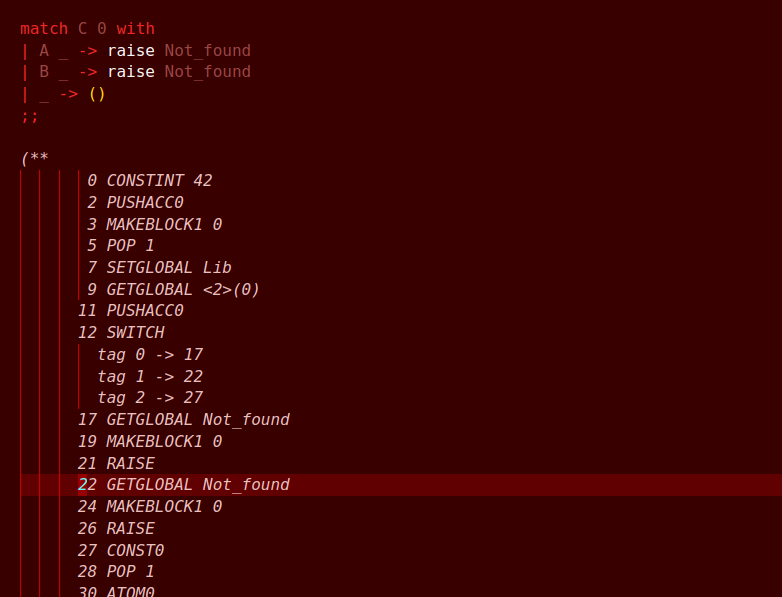 match C 0 with
| A _ -> raise Not_found
| B _ -> raise Not_found
| _ -> ()
;;
(**
0 CONSTINT 42
2 PUSHACC0
3 MAKEBLOCK1 0
5 POP 1
7 SETGLOBAL Lib
9 GETGLOBAL <2>(0)
11 PUSHACC0
12 SWITCH
tag 0 -> 17
tag 1 -> 22
tag 2 -> 27
17 GETGLOBAL Not_found
19 MAKEBLOCK1 0
21 RAISE
22 GETGLOBAL Not_found
24 MAKEBLOCK1 0
26 RAISE
27 CONST0
28 POP 1
30 ATOM0